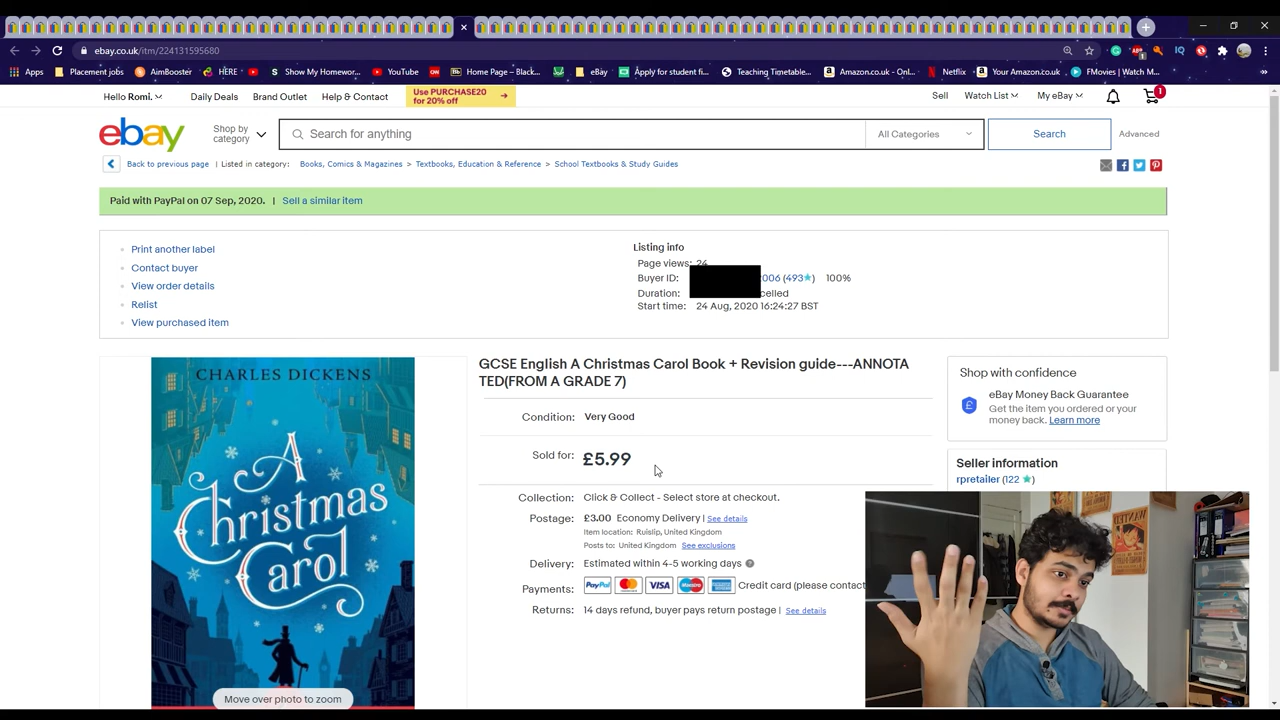 ebay.co.uk/itm/224131595680
Apps Placement jobs AimBooster HERE Show My Homewor... YouTube Home Page – Black... eBay Apply for student fi... Teaching Timetable... Amazon.co.uk - Onl... Netflix Your Amazon.co.uk FMovies | Watch M...
Hello Romi. Daily Deals Brand Outlet Help & Contact Use PURCHASE20 for 20% off Sell Watch List My eBay 1
ebay Shop by category Search for anything All Categories Search Advanced
Back to previous page | Listed in category: Books, Comics & Magazines > Textbooks, Education & Reference > School Textbooks & Study Guides
Paid with PayPal on 07 Sep, 2020. | Sell a similar item
Print another label
Contact buyer
View order details
Relist
View purchased item
Listing info
Page views: 24
Buyer ID: 006 (493) 100%
Duration: celled
Start time: 24 Aug, 2020 16:24:27 BST
CHARLES DICKENS
A
Christmas
Carol
Move over photo to zoom
GCSE English A Christmas Carol Book + Revision guide---ANNOTA
TED(FROM A GRADE 7)
Condition: Very Good
Sold for: £5.99
Collection: Click & Collect - Select store at checkout.
Postage: £3.00 Economy Delivery | See details
Item location: Ruislip, United Kingdom
Posts to: United Kingdom See exclusions
Delivery: Estimated within 4-5 working days
Payments: PayPal VISA Maestro Credit card (please contact
Returns: 14 days refund, buyer pays return postage | See details
Shop with confidence
eBay Money Back Guarantee
Get the item you ordered or your
money back. Learn more
Seller information
rpretailer (122)
WANTED